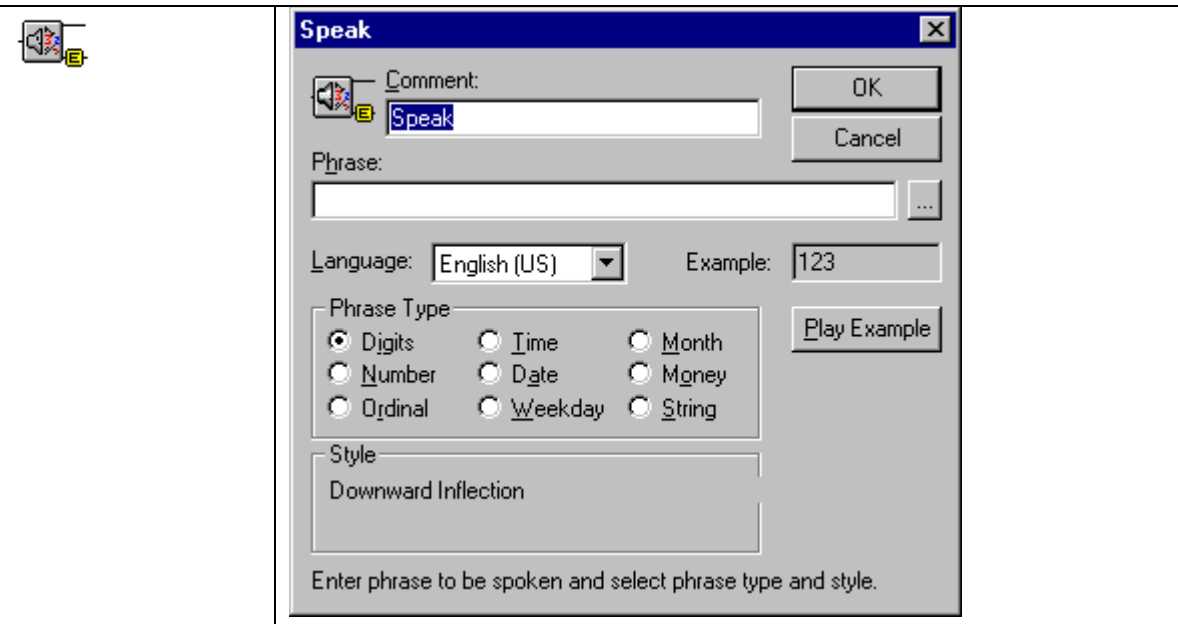 Speak
Comment:
OK
Speak
Cancel
Phrase:
...
Language: English (US) Example: 123
Phrase Type
Play Example
Digits Time Month
Number Date Money
Ordinal Weekday String
Style
Downward Inflection
Enter phrase to be spoken and select phrase type and style.